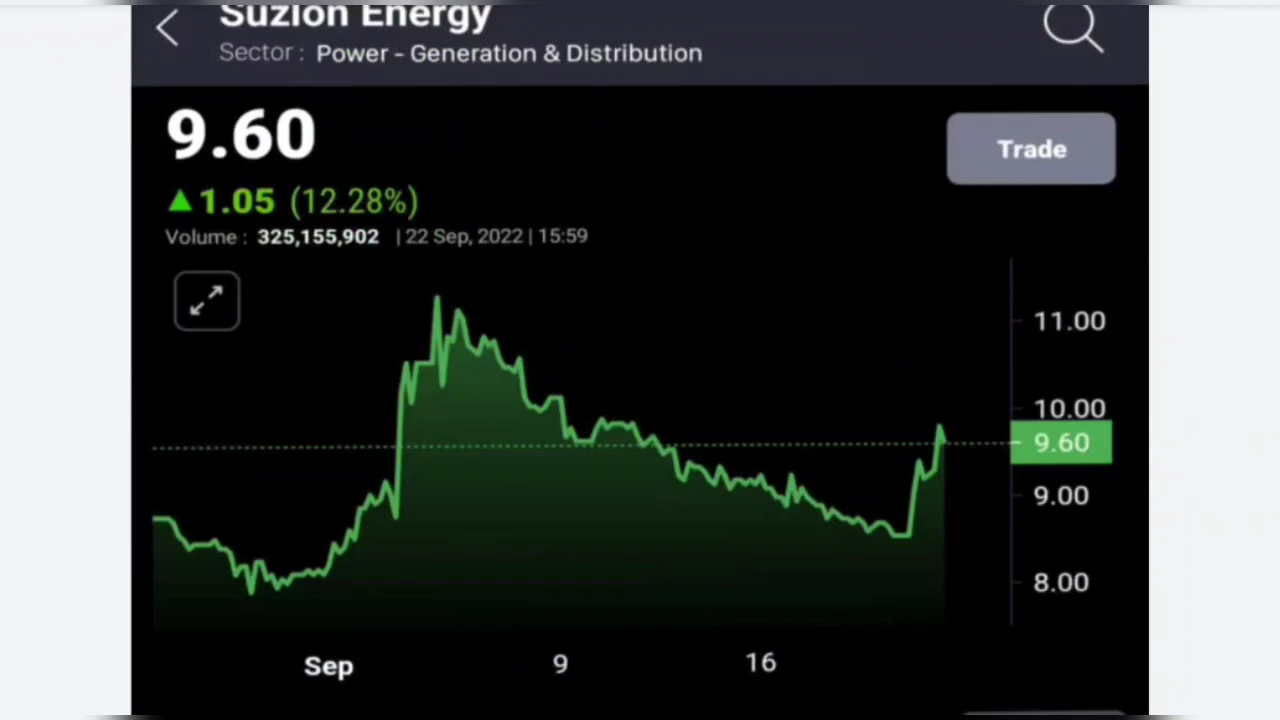 Suzlon Energy
Sector : Power - Generation & Distribution
9.60
Trade
▲ 1.05 (12.28%)
Volume : 325,155,902 | 22 Sep, 2022 | 15:59
11.00
10.00
9.60
9.00
8.00
Sep 9 16